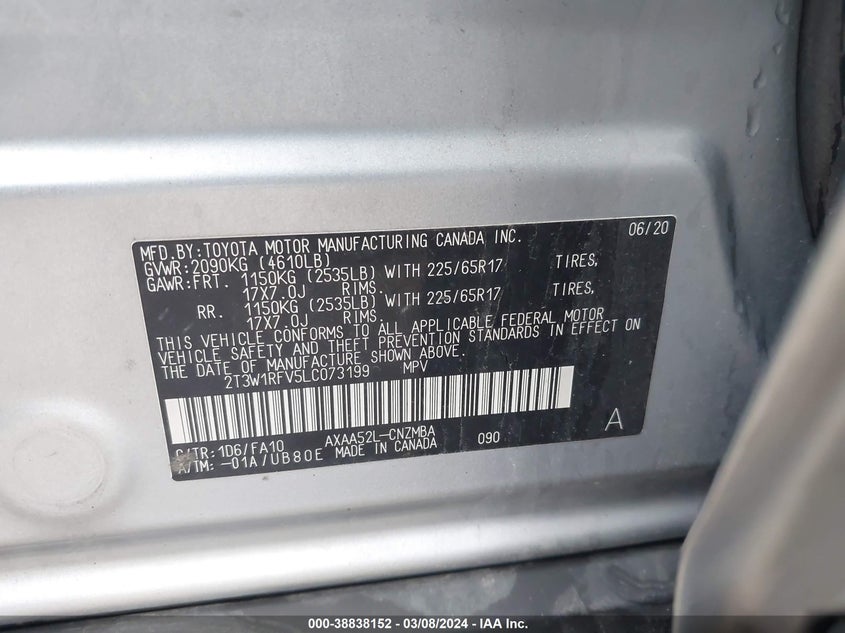 MFD.BY:TOYOTA MOTOR MANUFACTURING CANADA INC. 06/20
GVWR:2090KG (4610LB)
GAWR:FRT. 1150KG (2535LB) WITH 225/65R17 TIRES,
17X7.0J RIMS
RR. 1150KG (2535LB) WITH 225/65R17 TIRES,
17X7.0J RIMS
THIS VEHICLE CONFORMS TO ALL APPLICABLE FEDERAL MOTOR
VEHICLE SAFETY AND THEFT PREVENTION STANDARDS IN EFFECT ON
THE DATE OF MANUFACTURE SHOWN ABOVE.
2T3W1RFV5LC073199 MPV
C/TR:1D6/FA10 AXAA52L-CNZMBA 090 A
A/TM:-01A/UB80E MADE IN CANADA
000-38838152 - 03/08/2024 - IAA Inc.